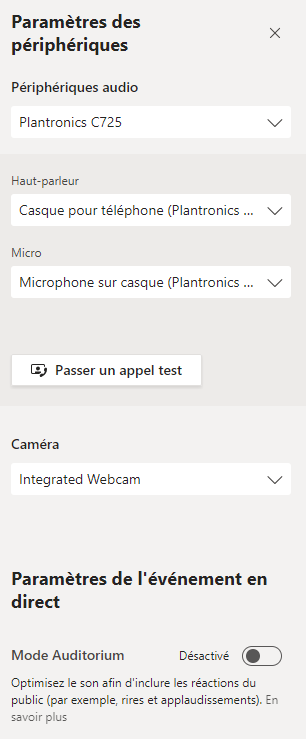 Paramètres des
périphériques
Périphériques audio
Plantronics C725
Haut-parleur
Casque pour téléphone (Plantronics ...
Micro
Microphone sur casque (Plantronics ...
Passer un appel test
Caméra
Integrated Webcam
Paramètres de l'événement en
direct
Mode Auditorium Désactivé
Optimisez le son afin d'inclure les réactions du
public (par exemple, rires et applaudissements). En
savoir plus